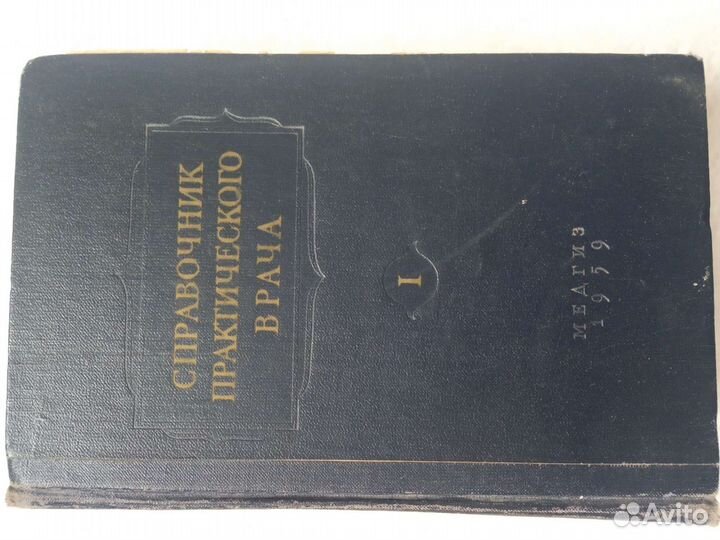 СПРАВОЧНИК
ПРАКТИЧЕСКОГО
ВРАЧА
I
МЕДГИЗ
1959
Avito